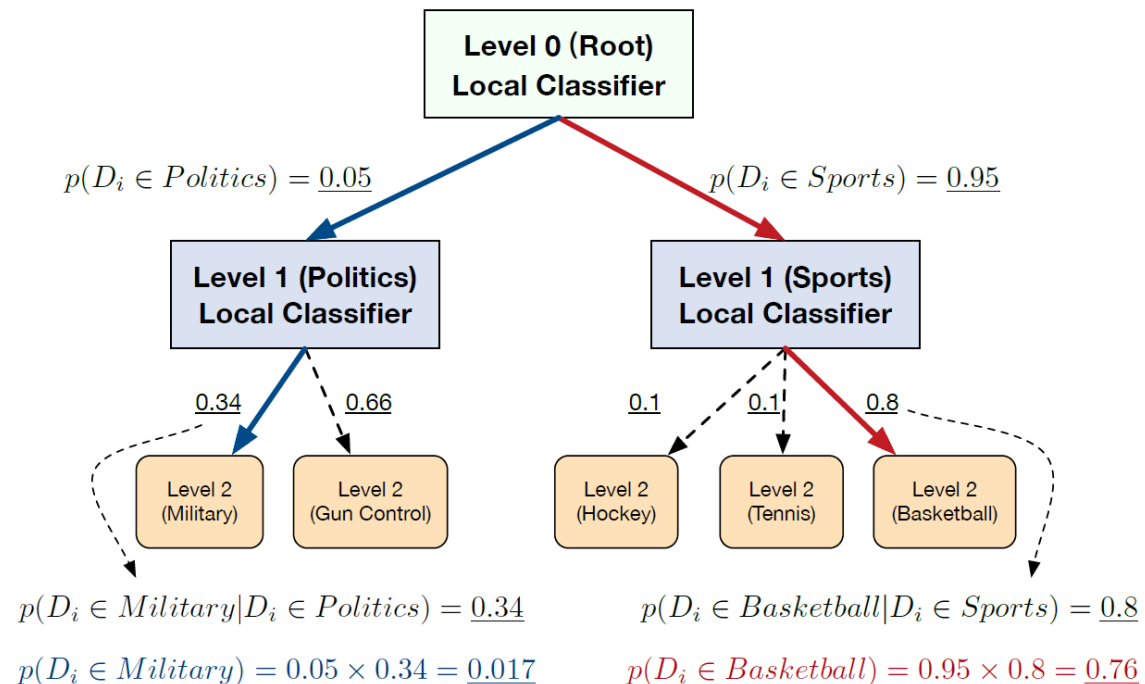 Level 0 (Root)
Local Classifier
p(D_i ∈ Politics) = 0.05
p(D_i ∈ Sports) = 0.95
Level 1 (Politics)
Local Classifier
Level 1 (Sports)
Local Classifier
0.34
0.66
0.1
0.1
0.8
Level 2
(Military)
Level 2
(Gun Control)
Level 2
(Hockey)
Level 2
(Tennis)
Level 2
(Basketball)
p(D_i ∈ Military|D_i ∈ Politics) = 0.34
p(D_i ∈ Basketball|D_i ∈ Sports) = 0.8
p(D_i ∈ Military) = 0.05 × 0.34 = 0.017
p(D_i ∈ Basketball) = 0.95 × 0.8 = 0.76